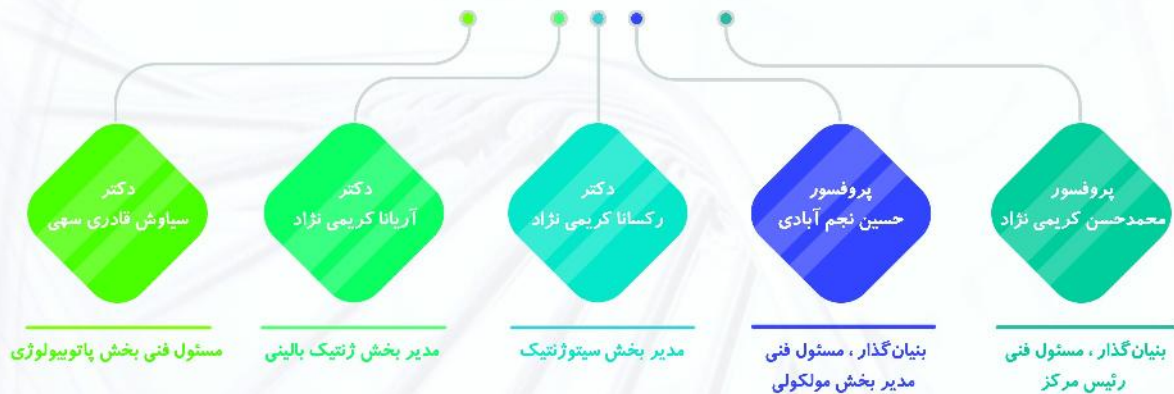 پروفسور
محمدحسن کریمی نژاد
بنیان‌گذار ، مسئول فنی
رئیس مرکز
پروفسور
حسین نجم آبادی
بنیان‌گذار ، مسئول فنی
مدیر بخش مولکولی
دکتر
رکسانا کریمی نژاد
مدیر بخش سیتوژنتیک
دکتر
آریانا کریمی نژاد
مدیر بخش ژنتیک بالینی
دکتر
سیاوش قادری سهی
مسئول فنی بخش پاتوبیولوژی